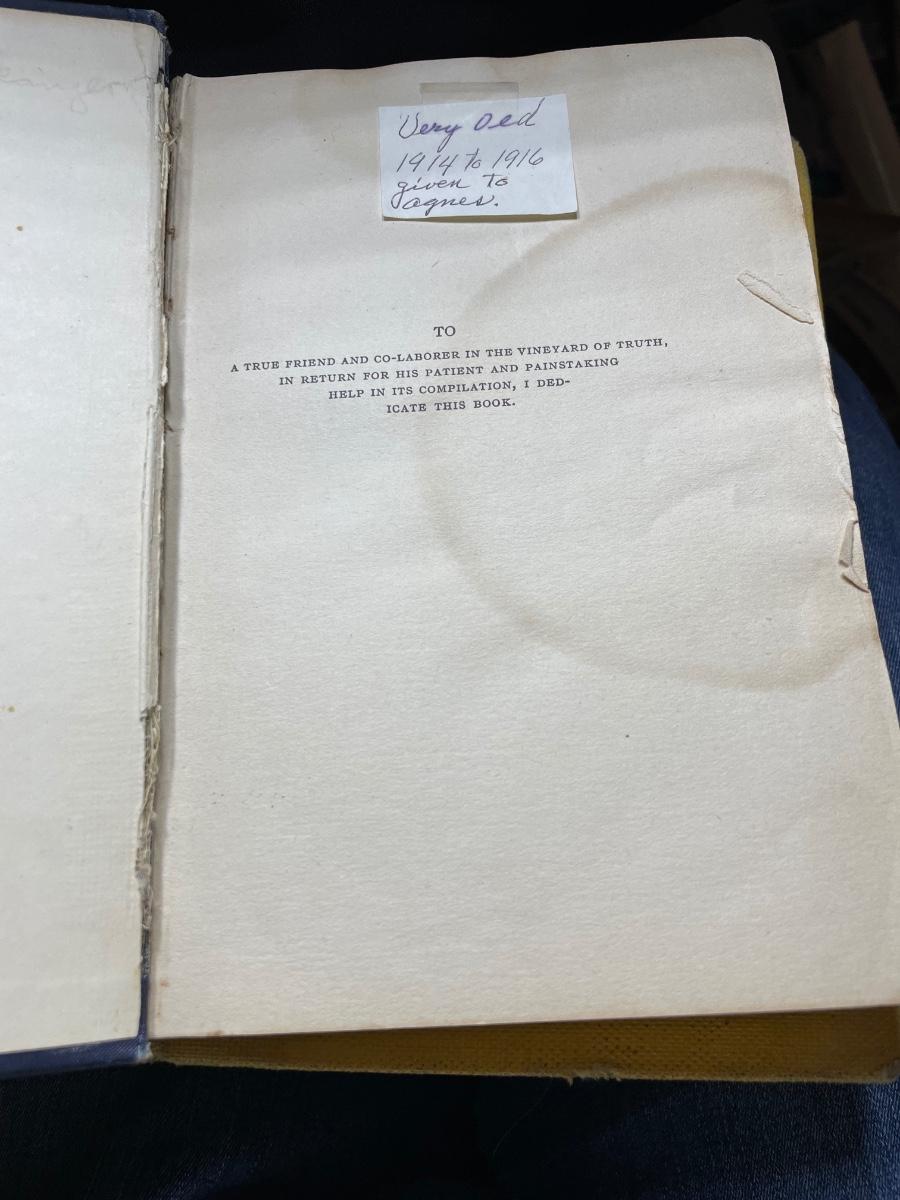 Very Old
1914 to 1916
given to
agnes.
TO
A TRUE FRIEND AND CO-LABORER IN THE VINEYARD OF TRUTH,
IN RETURN FOR HIS PATIENT AND PAINSTAKING
HELP IN ITS COMPILATION, I DED-
ICATE THIS BOOK.